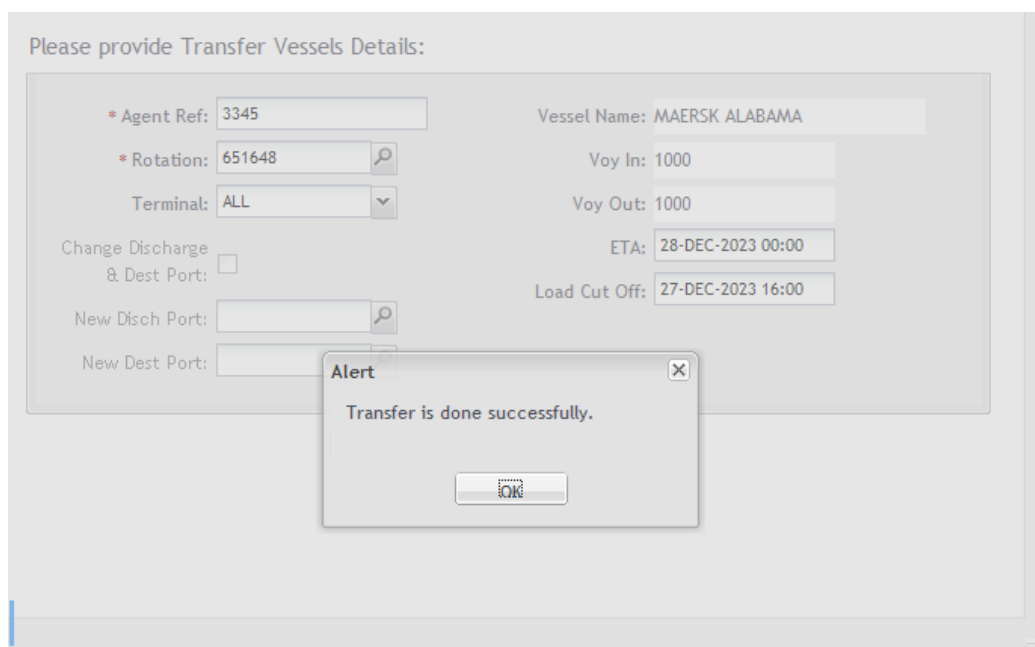 Please provide Transfer Vessels Details:
* Agent Ref: 3345
Vessel Name: MAERSK ALABAMA
* Rotation: 651648
Voy In: 1000
Terminal: ALL
Voy Out: 1000
Change Discharge
& Dest Port:
ETA: 28-DEC-2023 00:00
Load Cut Off: 27-DEC-2023 16:00
New Disch Port:
New Dest Port:
Alert
Transfer is done successfully.
OK